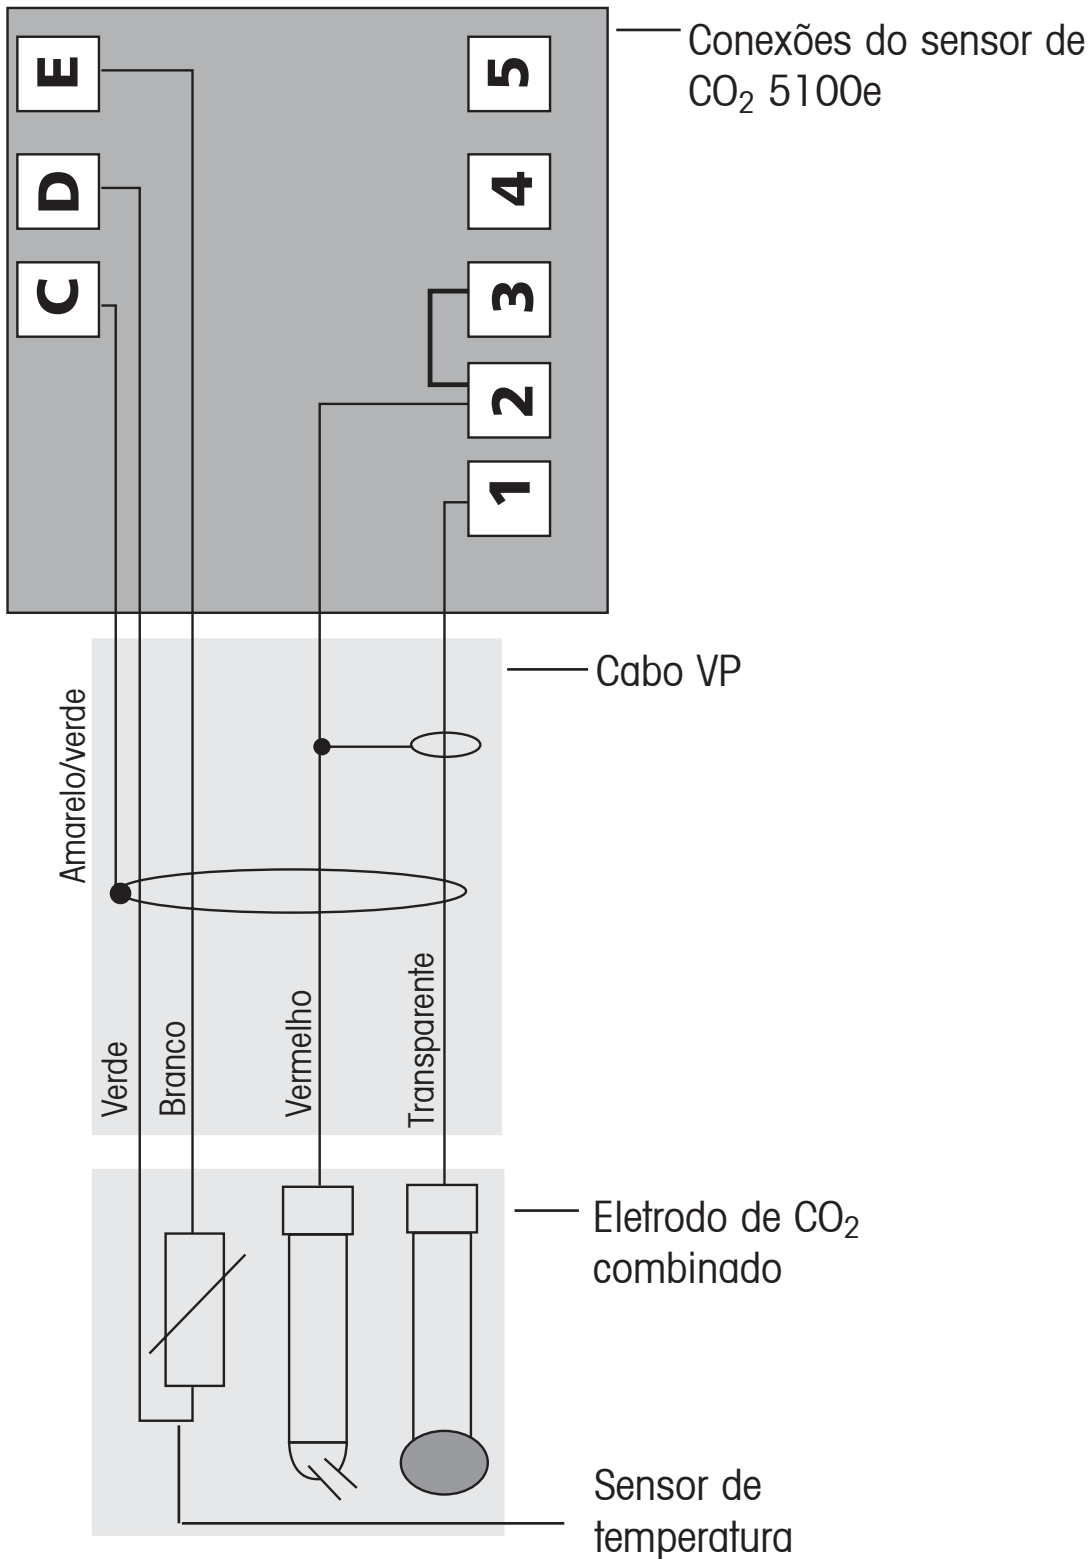 Conexões do sensor de
CO₂ 5100e
E
D
C
5
4
3
2
1
Cabo VP
Amarelo/verde
Verde
Branco
Vermelho
Transparente
Eletrodo de CO₂
combinado
Sensor de
temperatura